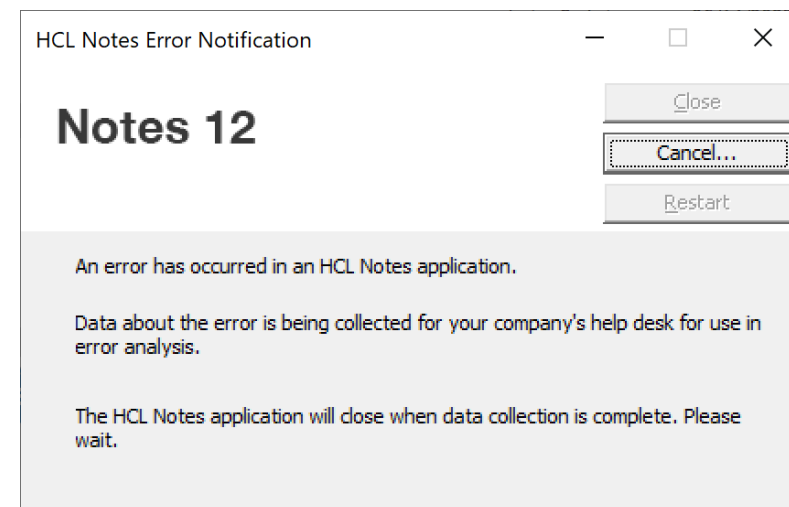 HCL Notes Error Notification
Notes 12
Close
Cancel...
Restart
An error has occurred in an HCL Notes application.
Data about the error is being collected for your company's help desk for use in
error analysis.
The HCL Notes application will close when data collection is complete. Please
wait.